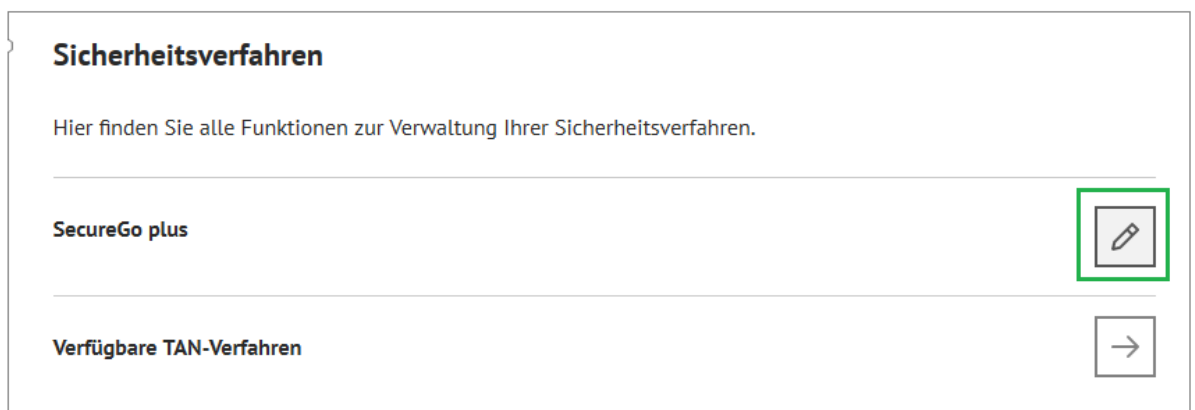 Sicherheitsverfahren
Hier finden Sie alle Funktionen zur Verwaltung Ihrer Sicherheitsverfahren.
SecureGo plus
Verfügbare TAN-Verfahren